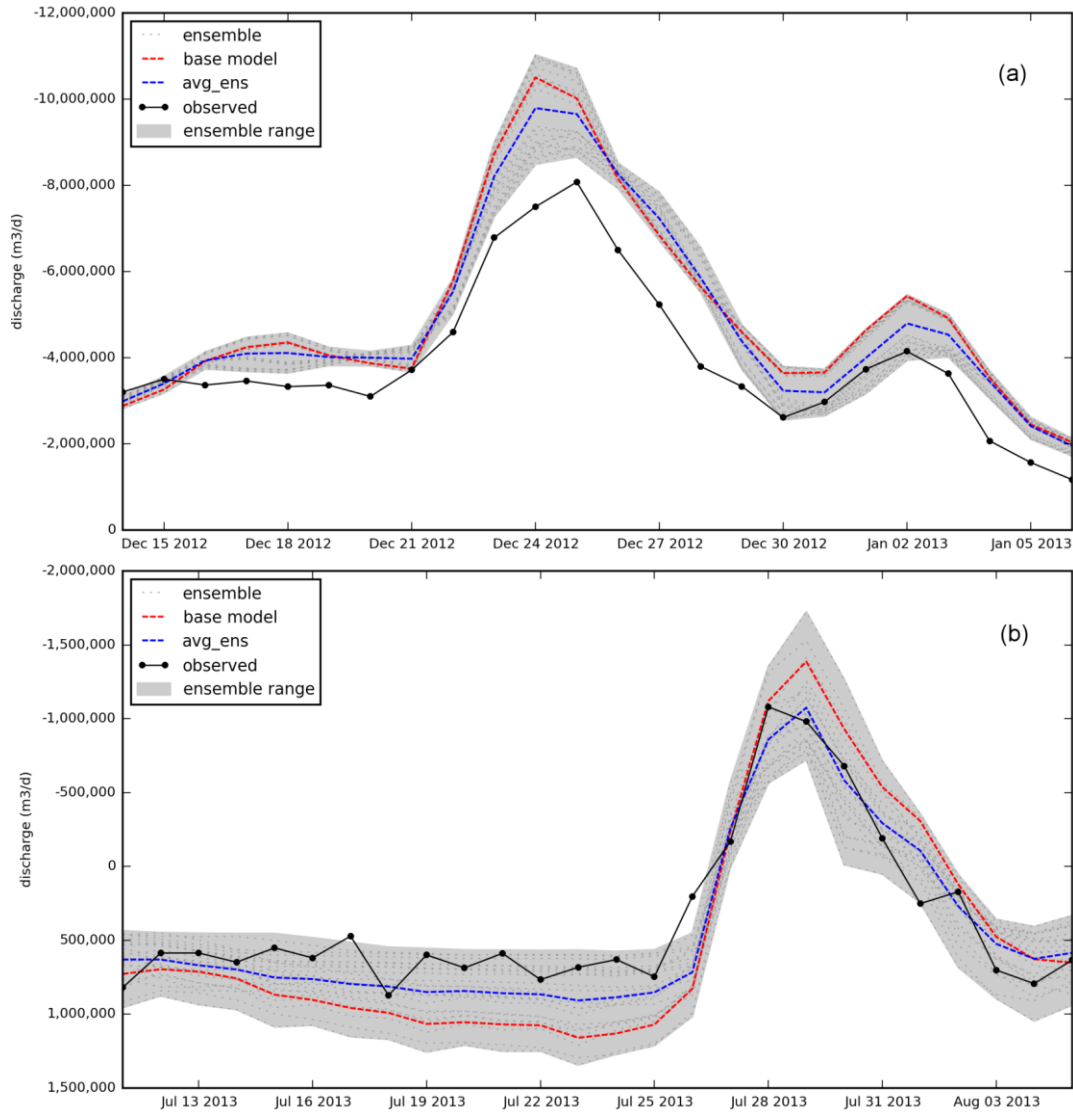 -12,000,000
-10,000,000
-8,000,000
-6,000,000
-4,000,000
-2,000,000
0
discharge (m3/d)
ensemble
base model
avg_ens
observed
ensemble range
(a)
Dec 15 2012 Dec 18 2012 Dec 21 2012 Dec 24 2012 Dec 27 2012 Dec 30 2012 Jan 02 2013 Jan 05 2013
-2,000,000
-1,500,000
-1,000,000
-500,000
0
500,000
1,000,000
1,500,000
discharge (m3/d)
ensemble
base model
avg_ens
observed
ensemble range
(b)
Jul 13 2013 Jul 16 2013 Jul 19 2013 Jul 22 2013 Jul 25 2013 Jul 28 2013 Jul 31 2013 Aug 03 2013